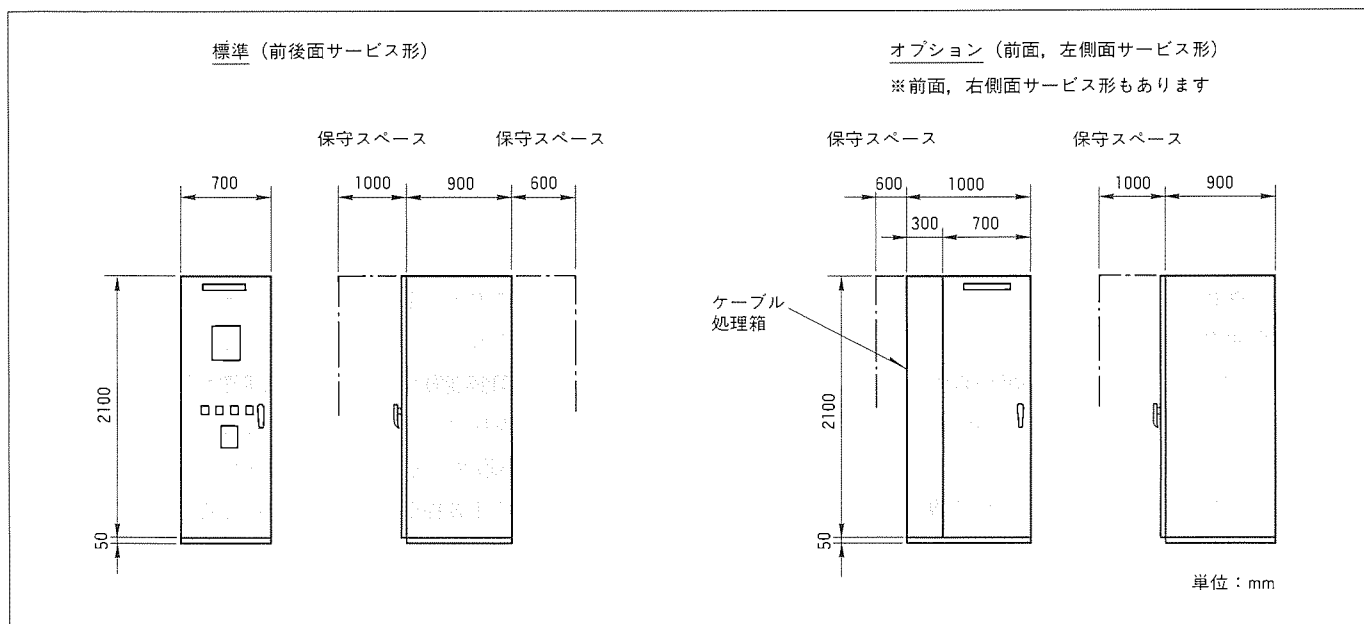 標準（前後面サービス形）
保守スペース
保守スペース
700
1000
900
600
2100
50
オプション（前面，左側面サービス形）
※前面，右側面サービス形もあります
保守スペース
保守スペース
600
1000
300
700
1000
900
ケーブル
処理箱
2100
50
単位：mm